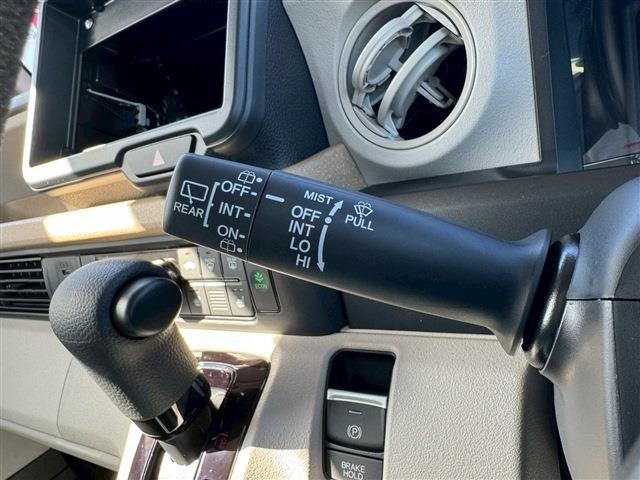 REAR
OFF
INT
ON
MIST
OFF
INT
LO
HI
PULL
ECON
P
BRAKE
HOLD